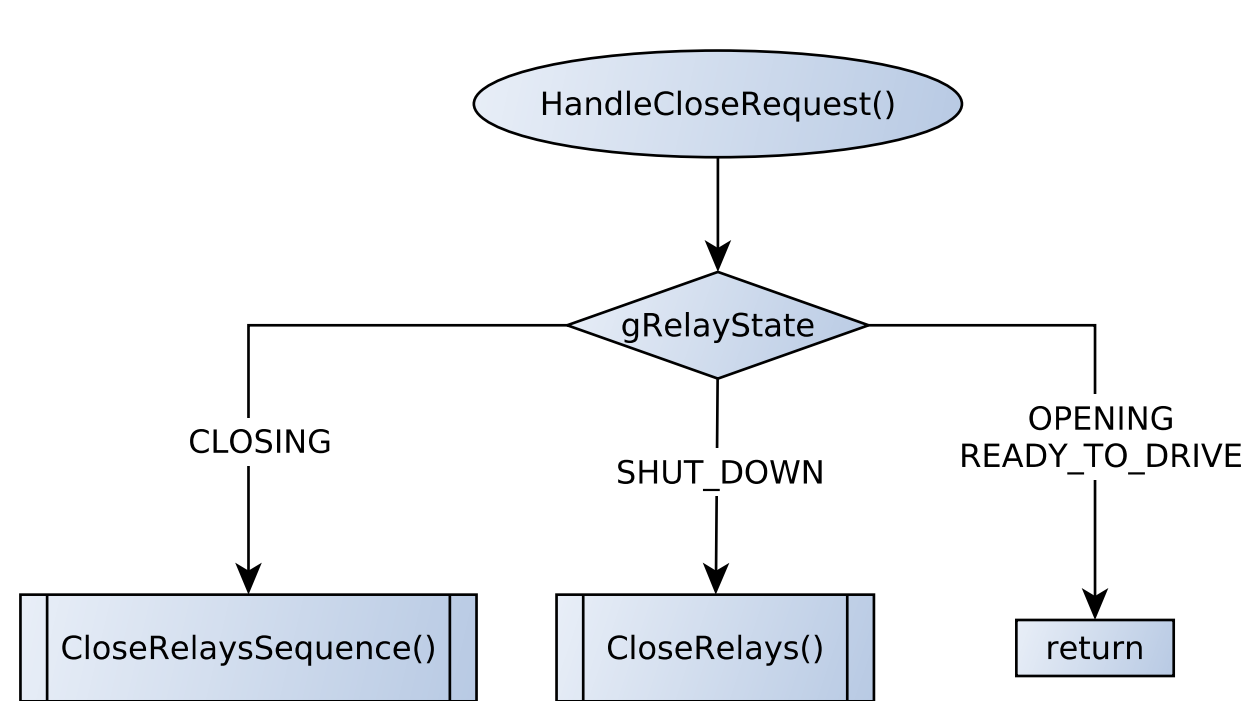 HandleCloseRequest()
gRelayState
CLOSING
SHUT_DOWN
OPENING
READY_TO_DRIVE
CloseRelaysSequence()
CloseRelays()
return